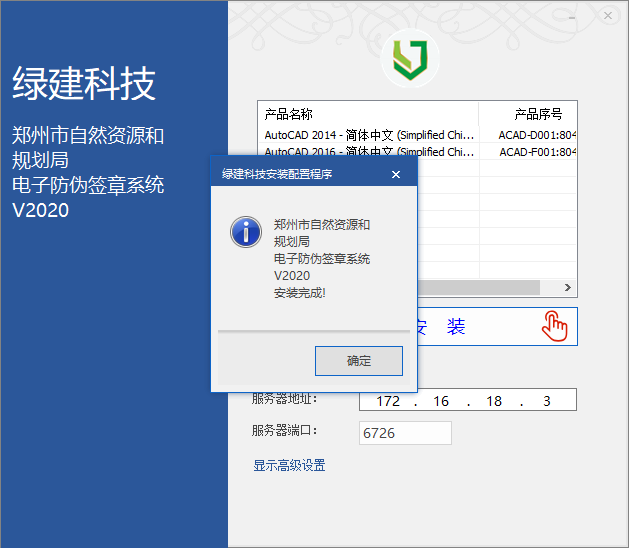 绿建科技
郑州市自然资源和
规划局
电子防伪签章系统
V2020
产品名称 产品序号
AutoCAD 2014 - 简体中文 (Simplified Chi... ACAD-D001:804
AutoCAD 2016 - 简体中文 (Simplified Chi... ACAD-F001:804
绿建科技安装配置程序
郑州市自然资源和
规划局
电子防伪签章系统
V2020
安装完成!
确定
安 装
服务器地址:
172 . 16 . 18 . 3
服务器端口:
6726
显示高级设置